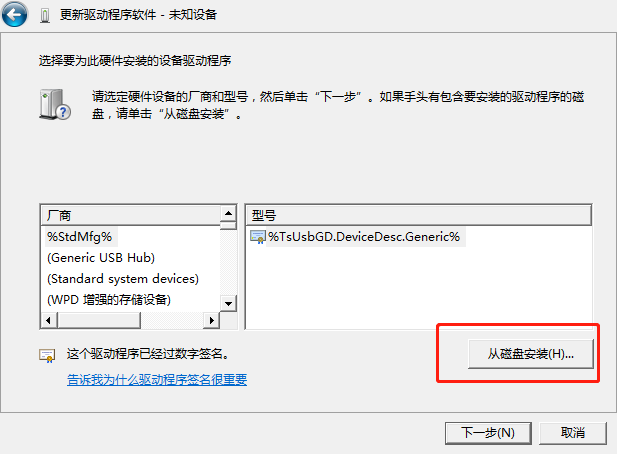 更新驱动程序软件 - 未知设备
选择要为此硬件安装的设备驱动程序
请选定硬件设备的厂商和型号，然后单击“下一步”。如果手头有包含要安装的驱动程序的磁
盘，请单击“从磁盘安装”。
厂商
型号
%StdMfg%
%TsUsbGD.DeviceDesc.Generic%
(Generic USB Hub)
(Standard system devices)
(WPD 增强的存储设备)
这个驱动程序已经过数字签名。
从磁盘安装(H)...
告诉我为什么驱动程序签名很重要
下一步(N)
取消